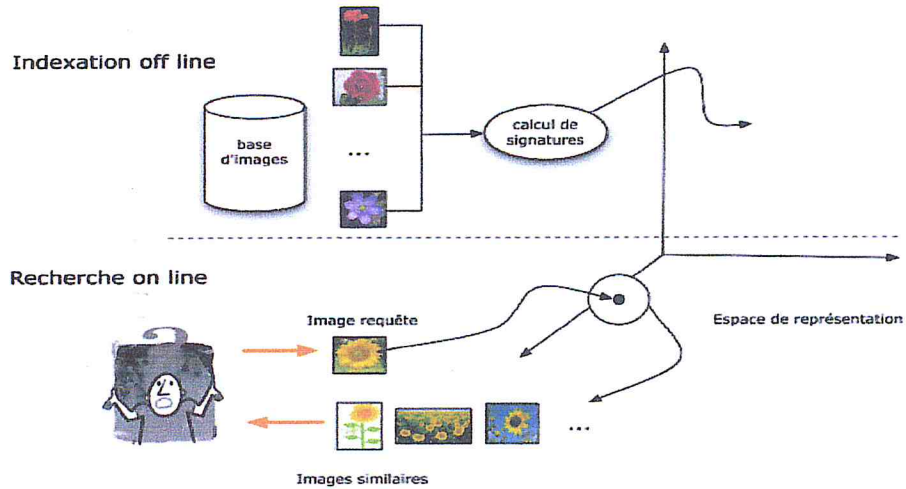 Indexation off line
base
d'images
...
calcul de
signatures
Recherche on line
Image requête
Espace de représentation
...
Images similaires